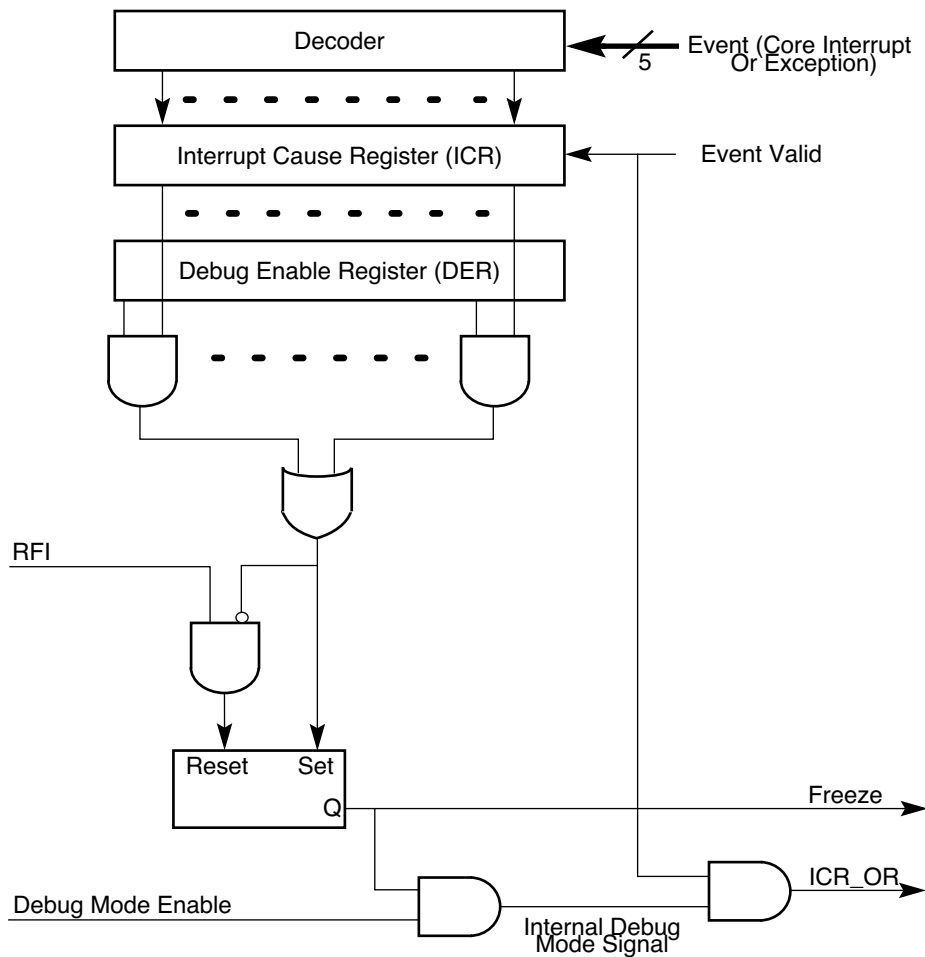 Decoder
Event (Core Interrupt
Or Exception)
5
Interrupt Cause Register (ICR)
Event Valid
Debug Enable Register (DER)
RFI
Reset Set
Q
Freeze
ICR_OR
Debug Mode Enable
Internal Debug
Mode Signal